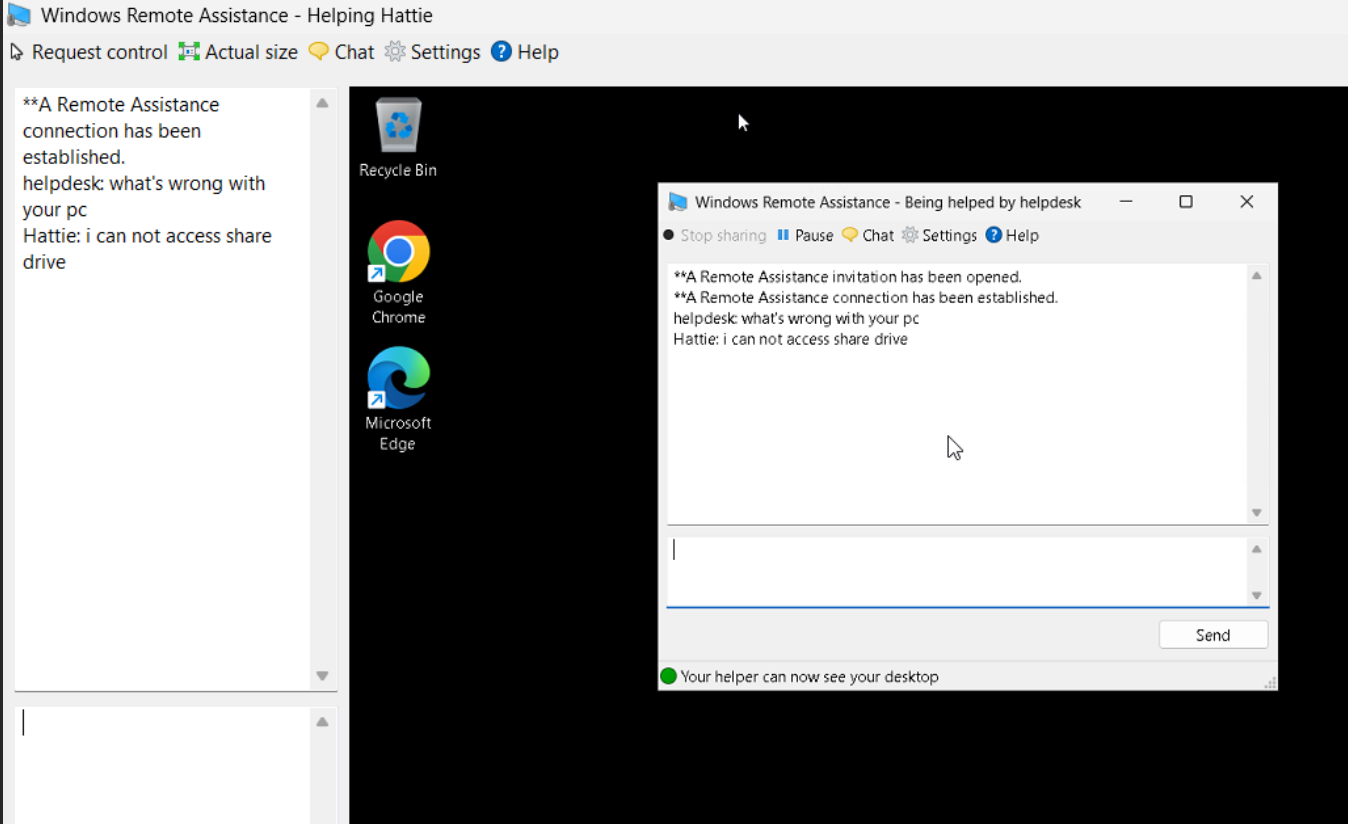 Windows Remote Assistance - Helping Hattie
Request control Actual size Chat Settings Help
**A Remote Assistance
connection has been
established.
helpdesk: what's wrong with
your pc
Hattie: i can not access share
drive
Recycle Bin
Google
Chrome
Microsoft
Edge
Windows Remote Assistance - Being helped by helpdesk
Stop sharing Pause Chat Settings Help
**A Remote Assistance invitation has been opened.
**A Remote Assistance connection has been established.
helpdesk: what's wrong with your pc
Hattie: i can not access share drive
Send
Your helper can now see your desktop